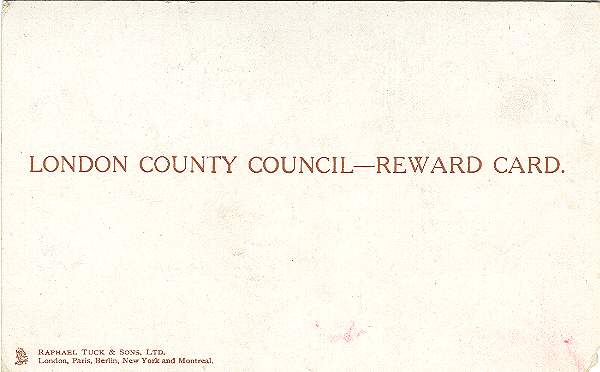 LONDON COUNTY COUNCIL—REWARD CARD.
RAPHAEL TUCK & SONS, LTD.
London, Paris, Berlin, New York and Montreal.